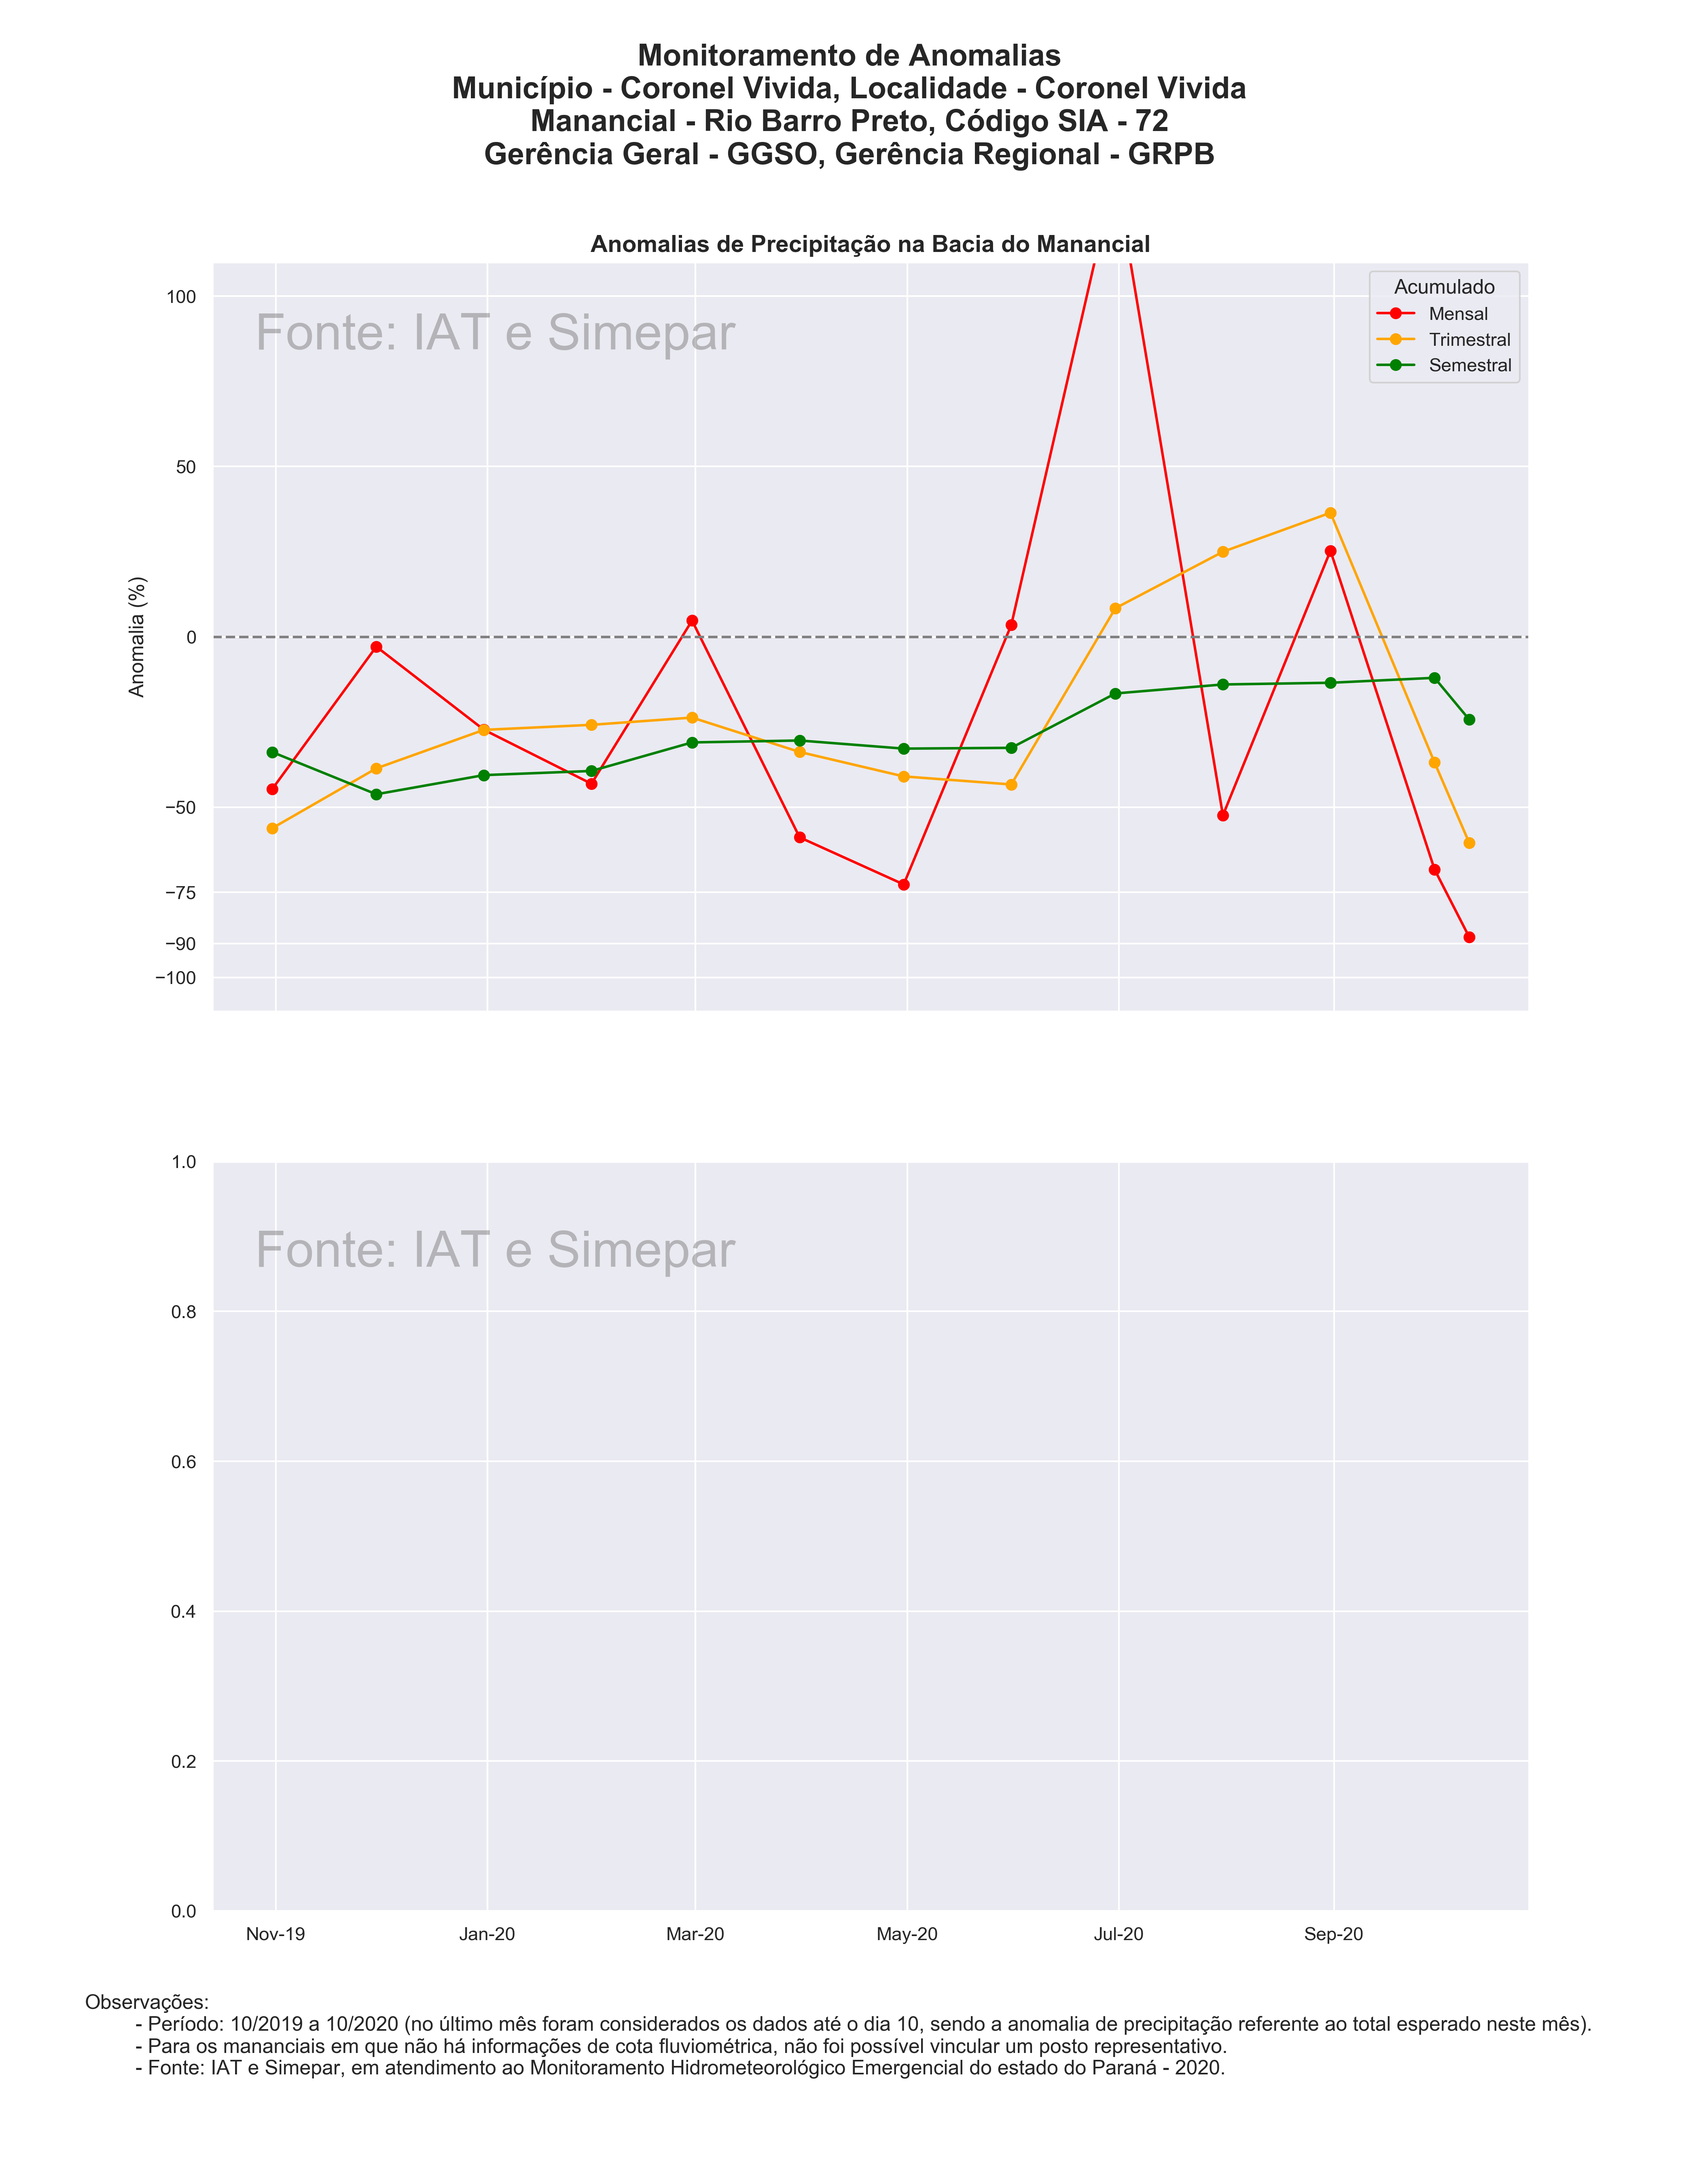 Monitoramento de Anomalias
Município - Coronel Vivida, Localidade - Coronel Vivida
Manancial - Rio Barro Preto, Código SIA - 72
Gerência Geral - GGSO, Gerência Regional - GRPB
Anomalias de Precipitação na Bacia do Manancial
Fonte: IAT e Simepar
Acumulado
Mensal
Trimestral
Semestral
Anomalia (%)
100
50
0
−50
−75
−90
−100
Fonte: IAT e Simepar
1.0
0.8
0.6
0.4
0.2
0.0
Nov-19 Jan-20 Mar-20 May-20 Jul-20 Sep-20
Observações:
- Período: 10/2019 a 10/2020 (no último mês foram considerados os dados até o dia 10, sendo a anomalia de precipitação referente ao total esperado neste mês).
- Para os mananciais em que não há informações de cota fluviométrica, não foi possível vincular um posto representativo.
- Fonte: IAT e Simepar, em atendimento ao Monitoramento Hidrometeorológico Emergencial do estado do Paraná - 2020.